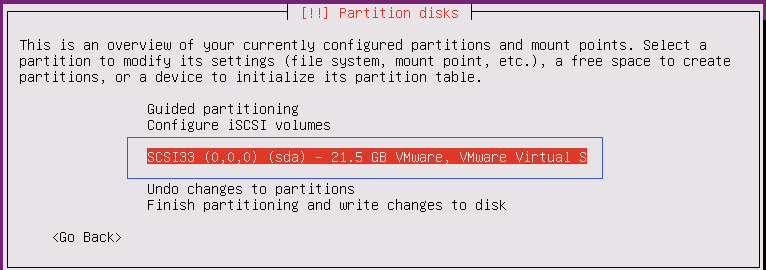 [!!] Partition disks
This is an overview of your currently configured partitions and mount points. Select a
partition to modify its settings (file system, mount point, etc.), a free space to create
partitions, or a device to initialize its partition table.
Guided partitioning
Configure iSCSI volumes
SCSI33 (0,0,0) (sda) - 21.5 GB VMware, VMware Virtual S
Undo changes to partitions
Finish partitioning and write changes to disk
<Go Back>